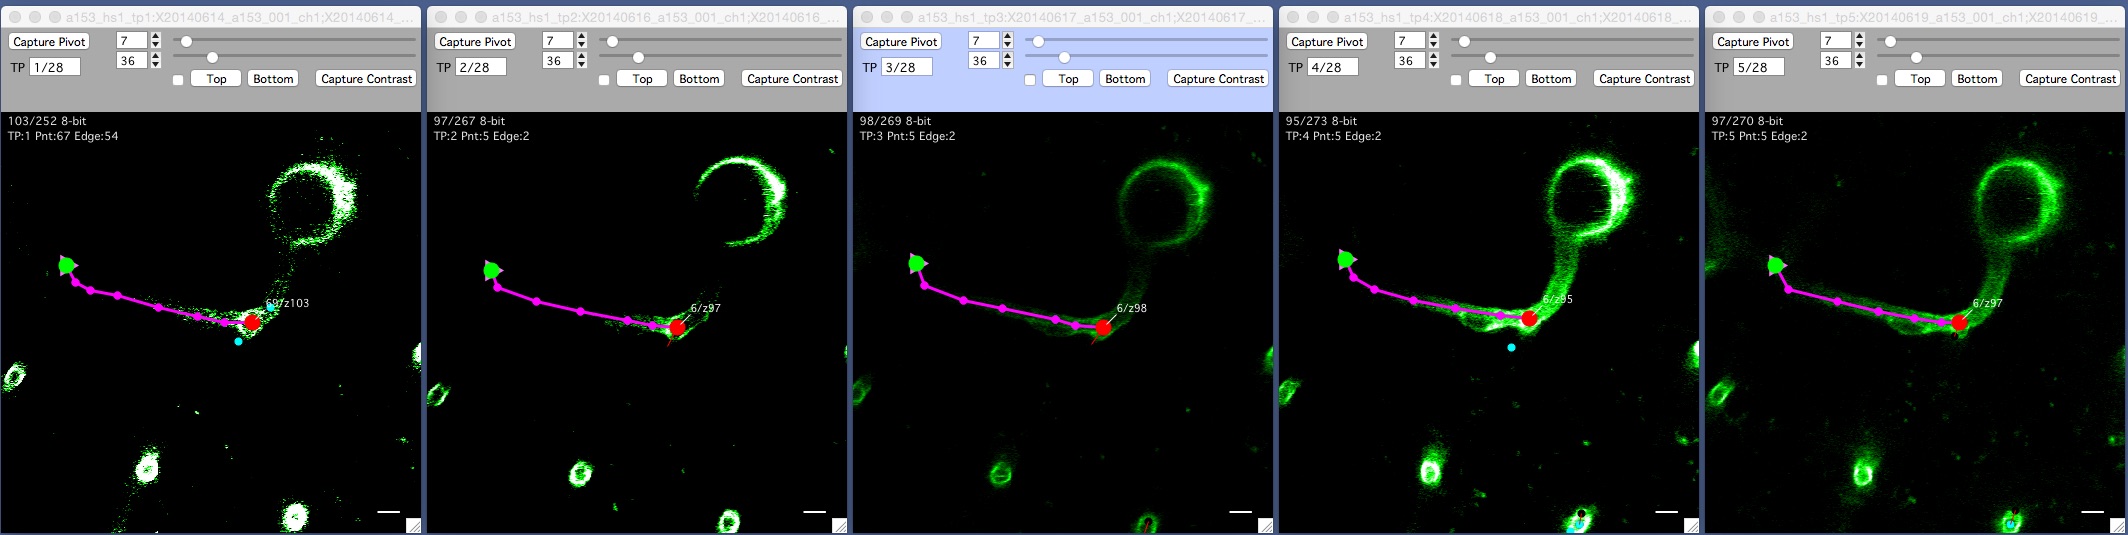 a153_hs1_tp1:X20140614_a153_001_ch1;X20140614_...
Capture Pivot
7
TP 1/28
36
Top Bottom Capture Contrast
103/252 8-bit
TP:1 Pnt:67 Edge:54
69/z103
a153_hs1_tp2:X20140616_a153_001_ch1;X20140616_...
Capture Pivot
7
TP 2/28
36
Top Bottom Capture Contrast
97/267 8-bit
TP:2 Pnt:5 Edge:2
6/z97
a153_hs1_tp3:X20140617_a153_001_ch1;X20140617_...
Capture Pivot
7
TP 3/28
36
Top Bottom Capture Contrast
98/269 8-bit
TP:3 Pnt:5 Edge:2
6/z98
a153_hs1_tp4:X20140618_a153_001_ch1;X20140618_...
Capture Pivot
7
TP 4/28
36
Top Bottom Capture Contrast
95/273 8-bit
TP:4 Pnt:5 Edge:2
6/z95
a153_hs1_tp5:X20140619_a153_001_ch1;X20140619_...
Capture Pivot
7
TP 5/28
36
Top Bottom Capture Contrast
97/270 8-bit
TP:5 Pnt:5 Edge:2
6/z97